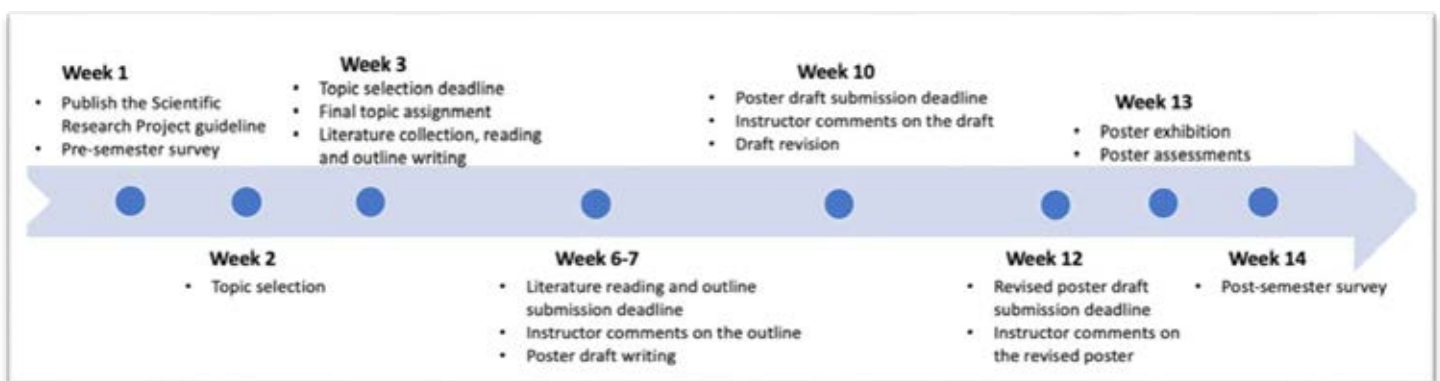 Week 1
• Publish the Scientific
Research Project guideline
• Pre-semester survey
Week 2
• Topic selection
Week 3
• Topic selection deadline
• Final topic assignment
• Literature collection, reading
and outline writing
Week 6-7
• Literature reading and outline
submission deadline
• Instructor comments on the outline
• Poster draft writing
Week 10
• Poster draft submission deadline
• Instructor comments on the draft
• Draft revision
Week 12
• Revised poster draft
submission deadline
• Instructor comments on
the revised poster
Week 13
• Poster exhibition
• Poster assessments
Week 14
• Post-semester survey